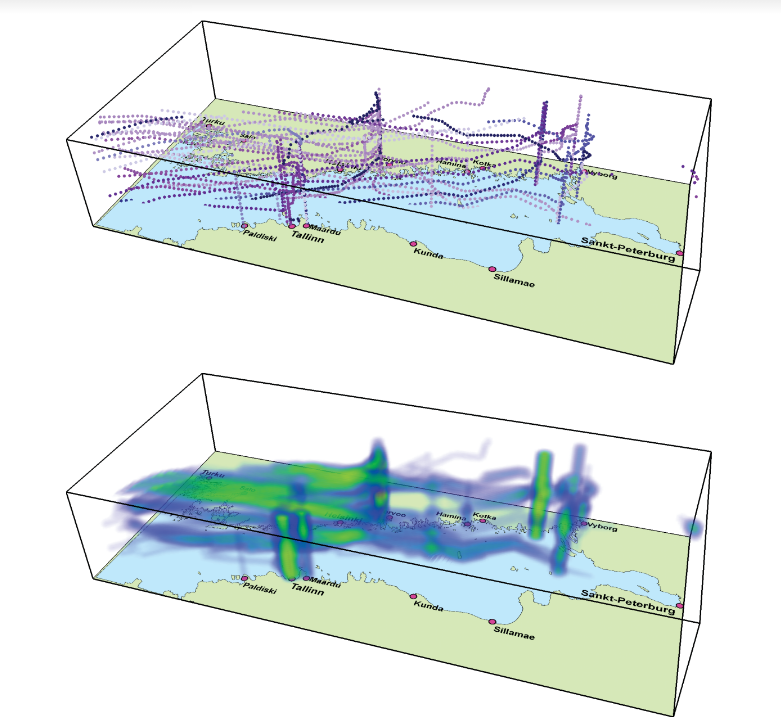 Turku
Hamina
Kotka
Vyborg
Paldiski
Tallinn
Maardu
Kunda
Sillamae
Sankt-Peterburg
Turku
Hamina
Kotka
Vyborg
Paldiski
Tallinn
Maardu
Kunda
Sillamae
Sankt-Peterburg